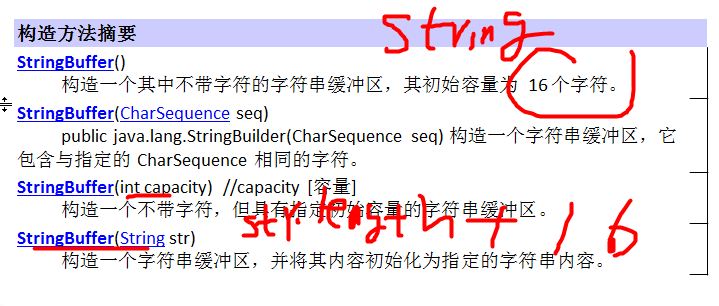 构造方法摘要
string
StringBuffer()
构造一个其中不带字符的字符串缓冲区，其初始容量为 16个字符。
StringBuffer(CharSequence seq)
public java.lang.StringBuilder(CharSequence seq) 构造一个字符串缓冲区，它
包含与指定的 CharSequence 相同的字符。
StringBuffer(int capacity) //capacity [容量]
构造一个不带字符，但具有指定初始容量的字符串缓冲区。
str.length + 16
StringBuffer(String str)
构造一个字符串缓冲区，并将其内容初始化为指定的字符串内容。